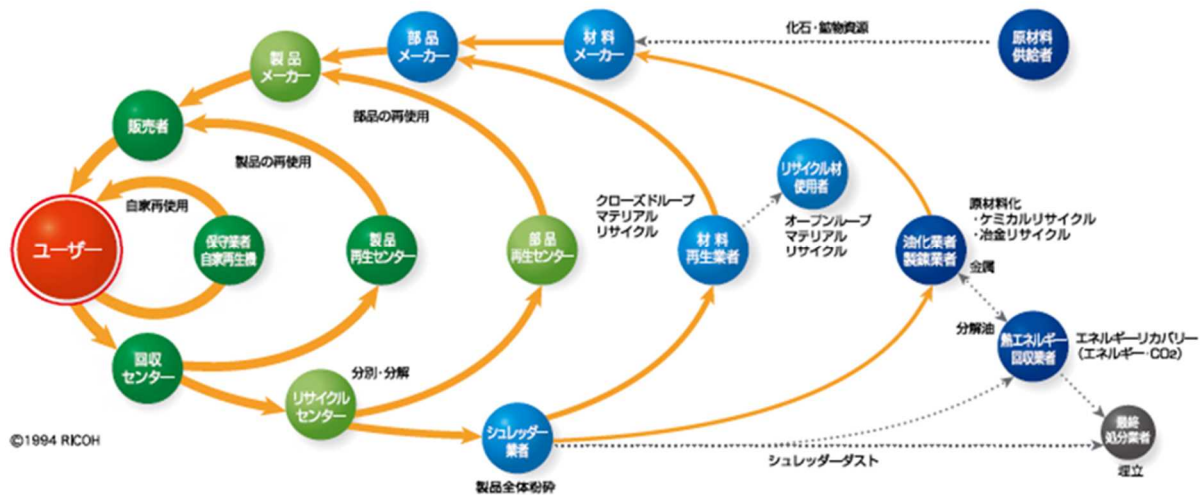 化石・鉱物資源
原材料
供給者
材料
メーカー
部品
メーカー
製品
メーカー
販売者
部品の再使用
製品の再使用
自家再使用
ユーザー
保守業者
自家再生機
製品
再生センター
部品
再生センター
クローズドループ
マテリアル
リサイクル
材料
再生業者
リサイクル材
使用者
オープンループ
マテリアル
リサイクル
油化業者
製錬業者
原材料化
・ケミカルリサイクル
・冶金リサイクル
金属
分解油
熱エネルギー
回収業者
エネルギーリカバリー
(エネルギー・CO2)
回収
センター
リサイクル
センター
分別・分解
シュレッダー
業者
製品全体粉砕
シュレッダーダスト
最終
処分業者
埋立
©1994 RICOH